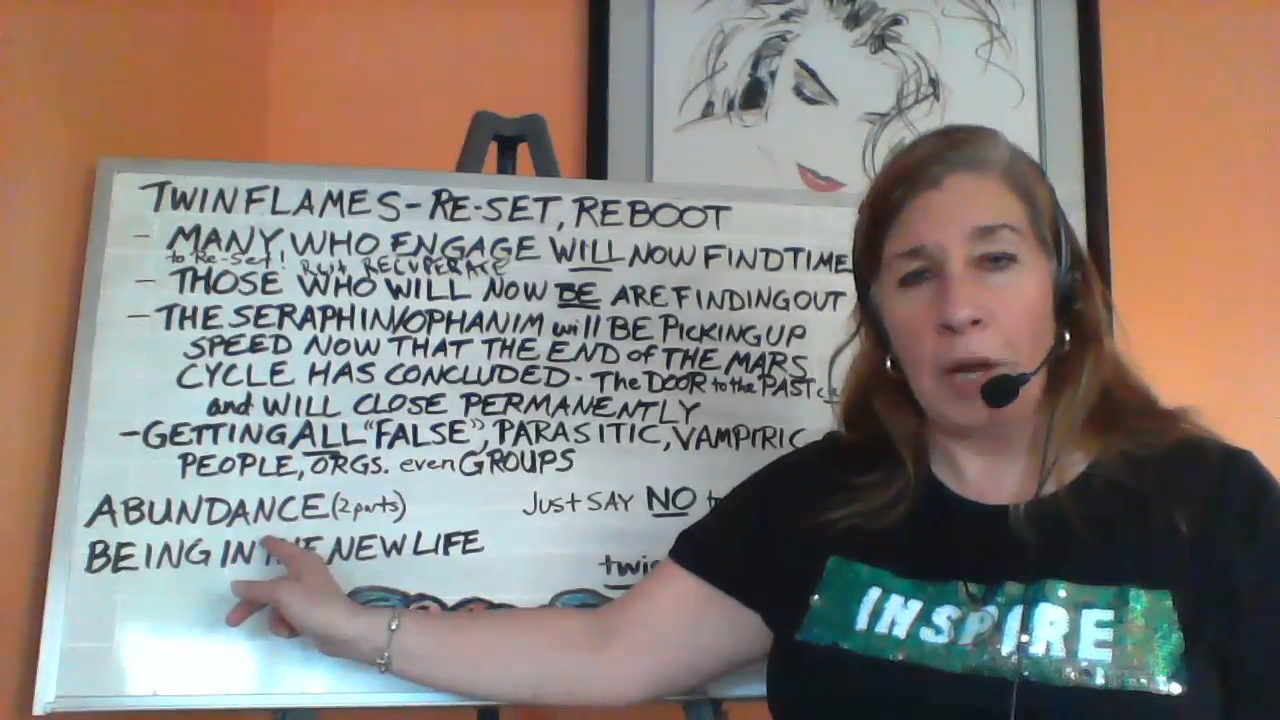 TWINFLAMES-RE-SET, REBOOT
- MANY WHO ENGAGE WILL NOW FIND TIME
to Re-Set! Rest, RECUPERATE
- THOSE WHO WILL NOW BE ARE FINDING OUT
- THE SERAPHIN/OPHANIM will BE PICKING UP
SPEED NOW THAT THE END of THE MARS
CYCLE HAS CONCLUDED - The DOOR to the PAST
and WILL CLOSE PERMANENTLY
- GETTING ALL "FALSE", PARASITIC, VAMPIRIC
PEOPLE, ORGS. even GROUPS
ABUNDANCE (2 parts)
Just SAY NO
BEING IN THE NEW LIFE
INSPIRE